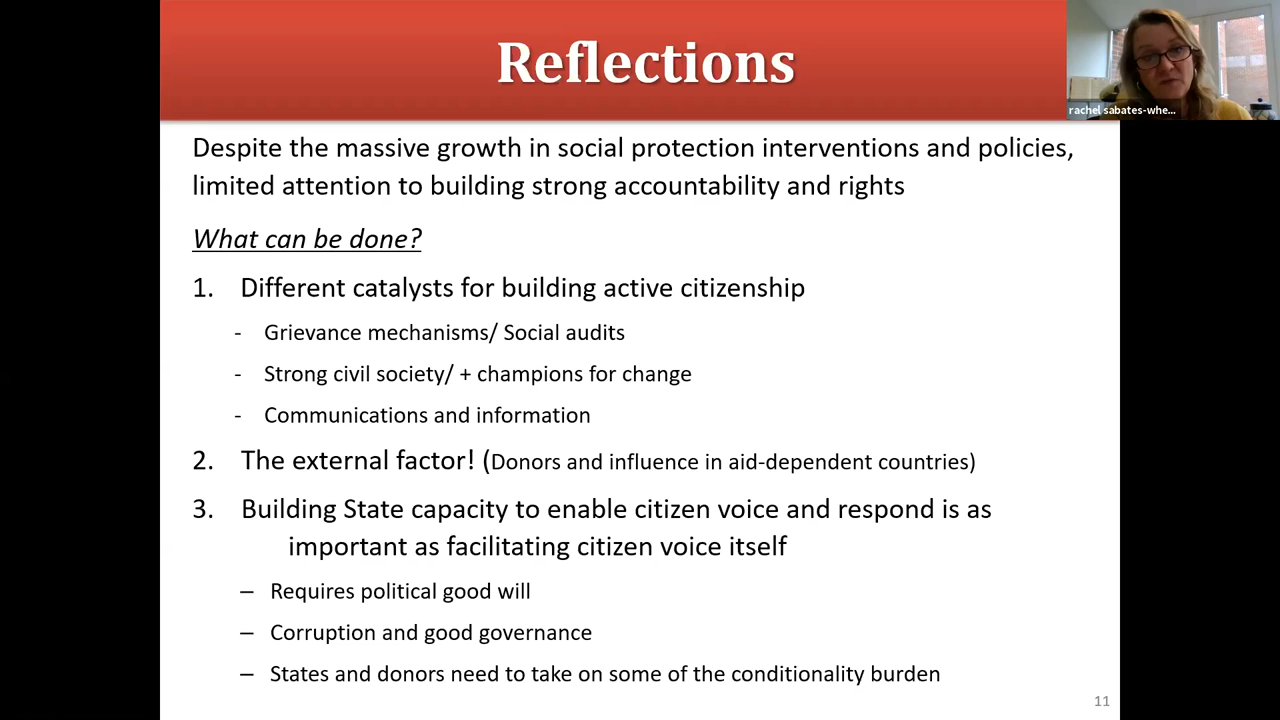 Reflections
rachel sabates-whe...
Despite the massive growth in social protection interventions and policies,
limited attention to building strong accountability and rights
What can be done?
1. Different catalysts for building active citizenship
- Grievance mechanisms/ Social audits
- Strong civil society/ + champions for change
- Communications and information
2. The external factor! (Donors and influence in aid-dependent countries)
3. Building State capacity to enable citizen voice and respond is as
important as facilitating citizen voice itself
– Requires political good will
– Corruption and good governance
– States and donors need to take on some of the conditionality burden
11